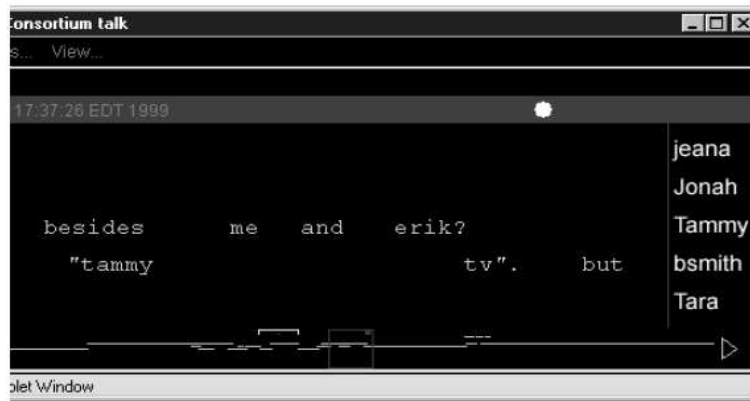 Consortium talk
s... View...
17:37:26 EDT 1999
jeana
Jonah
besides me and erik? Tammy
"tammy tv". but bsmith
Tara
plet Window